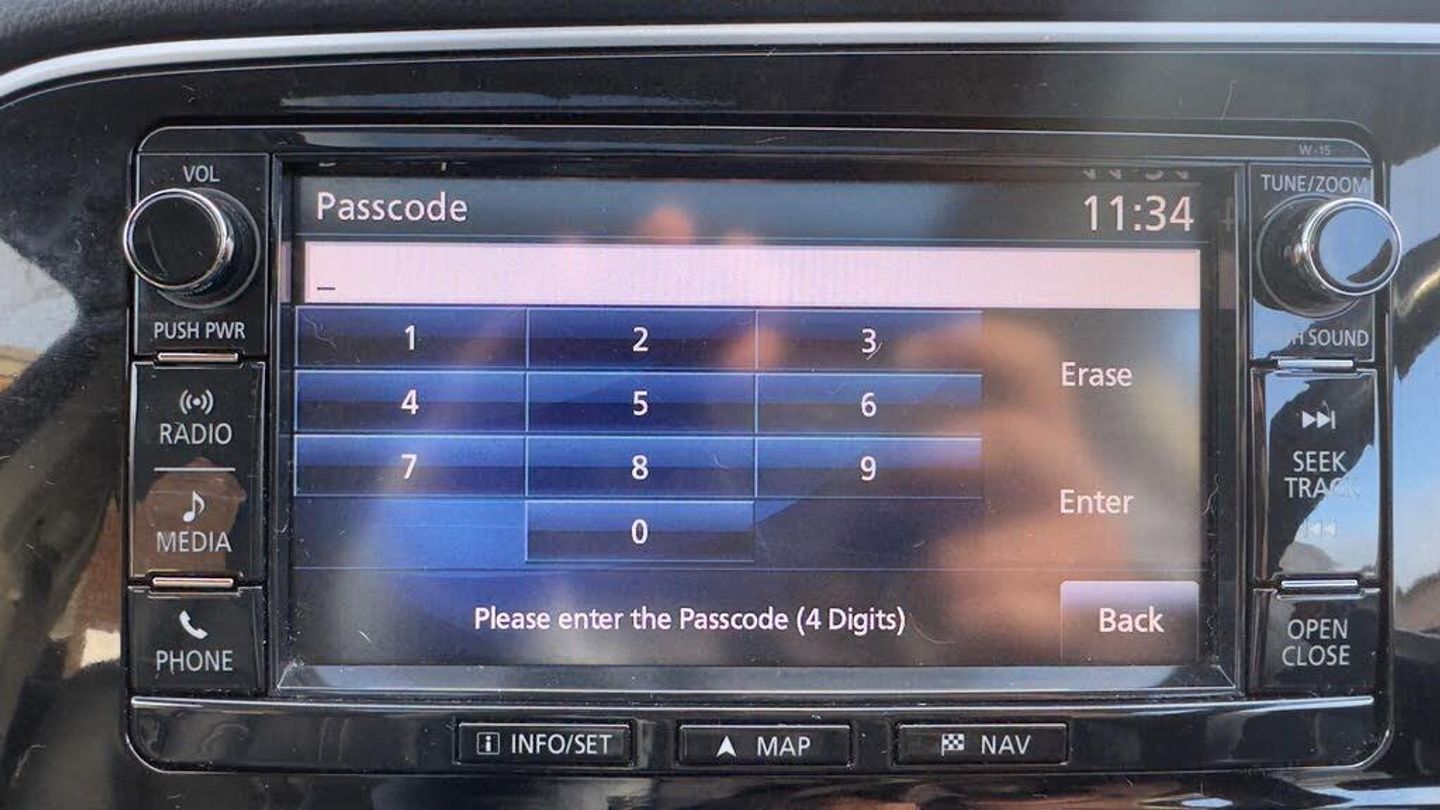 W-15
VOL
TUNE/ZOOM
Passcode
11:34
_
PUSH PWR
SOUND
1 2 3
Erase
4 5 6
RADIO
7 8 9
SEEK
TRACK
Enter
0
MEDIA
Please enter the Passcode (4 Digits)
Back
PHONE
OPEN
CLOSE
INFO/SET
MAP
NAV